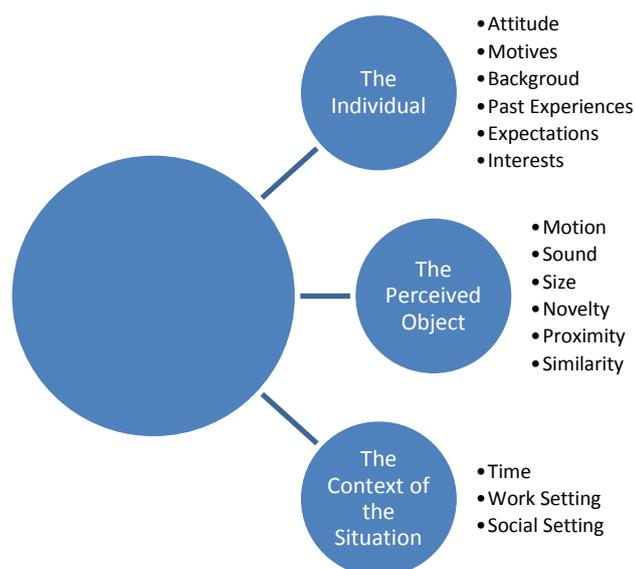 The
Individual
•Attitude
•Motives
•Backgroud
•Past Experiences
•Expectations
•Interests
The
Perceived
Object
•Motion
•Sound
•Size
•Novelty
•Proximity
•Similarity
The
Context of
the
Situation
•Time
•Work Setting
•Social Setting